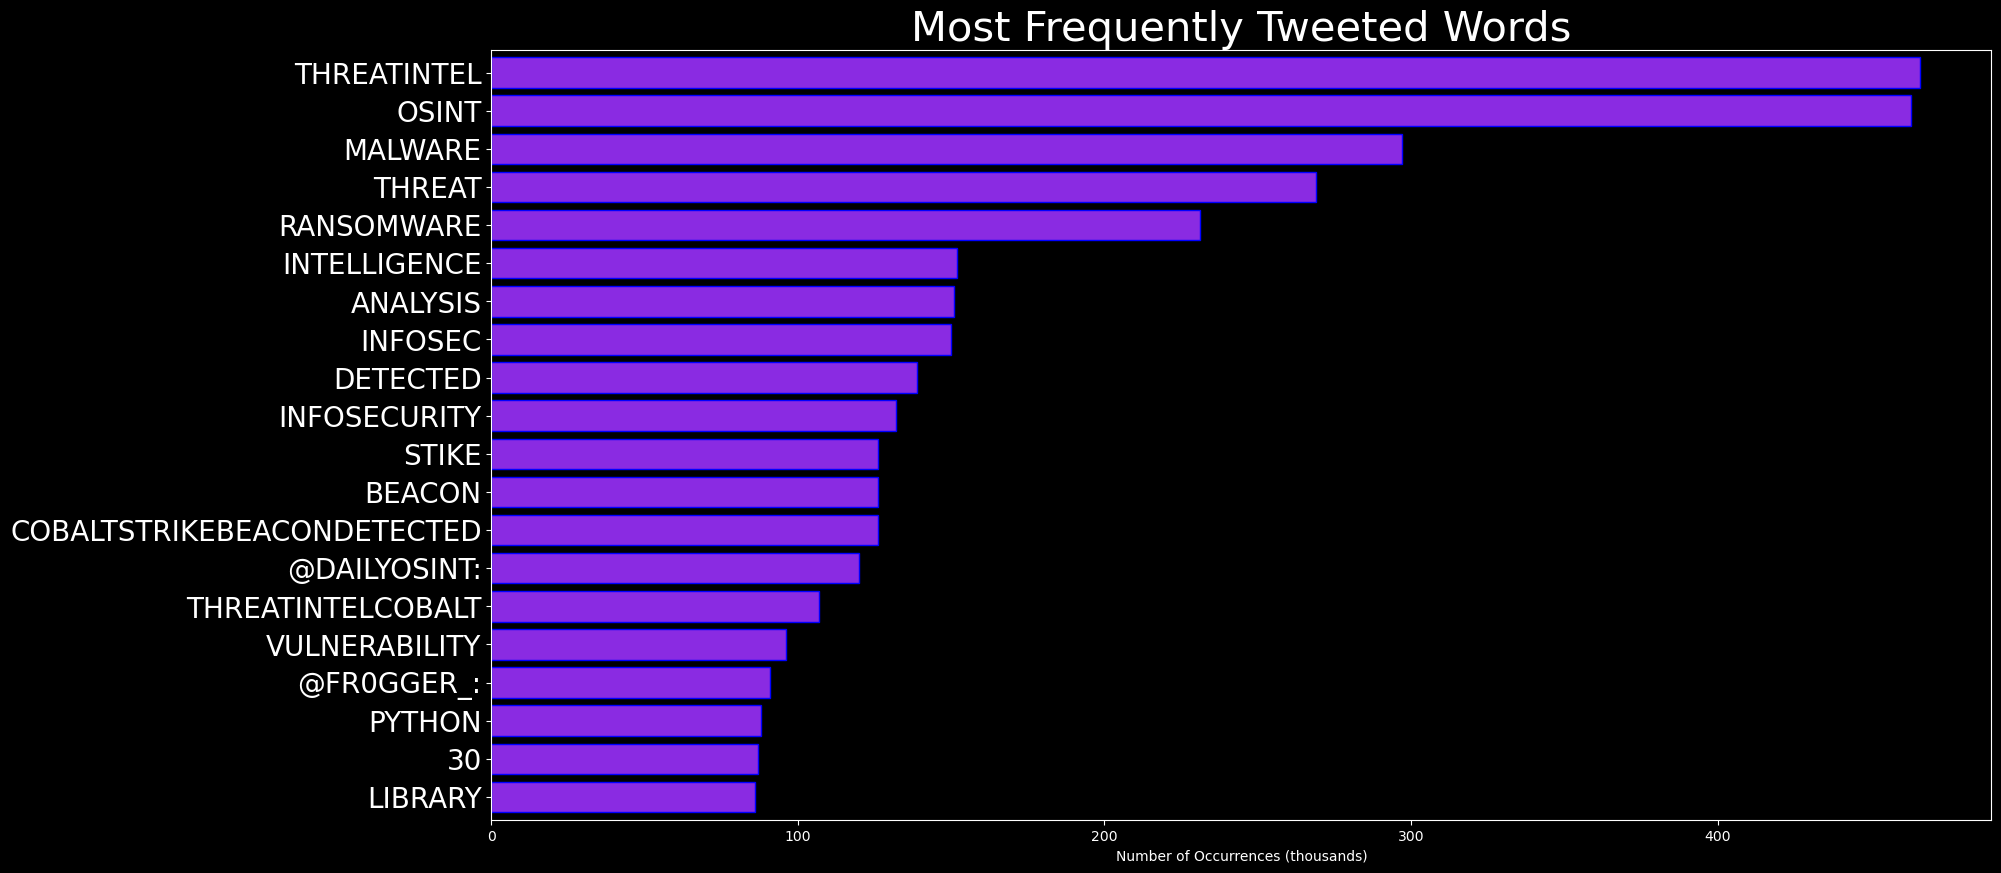 Most Frequently Tweeted Words
THREATINTEL
OSINT
MALWARE
THREAT
RANSOMWARE
INTELLIGENCE
ANALYSIS
INFOSEC
DETECTED
INFOSECURITY
STIKE
BEACON
COBALTSTRIKEBEACONDETECTED
@DAILYOSINT:
THREATINTELCOBALT
VULNERABILITY
@FR0GGER_:
PYTHON
30
LIBRARY
0 100 200 300 400
Number of Occurrences (thousands)